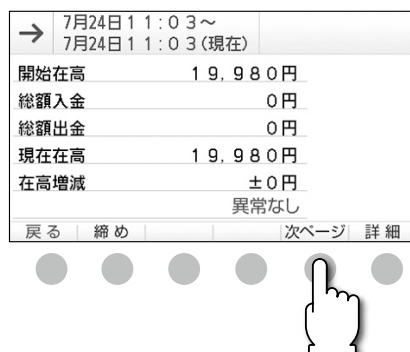 → 7月24日11:03～
7月24日11:03(現在)
開始在高 19,980円
総額入金 0円
総額出金 0円
現在在高 19,980円
在高増減 ±0円
異常なし
戻る 締め 次ページ 詳細